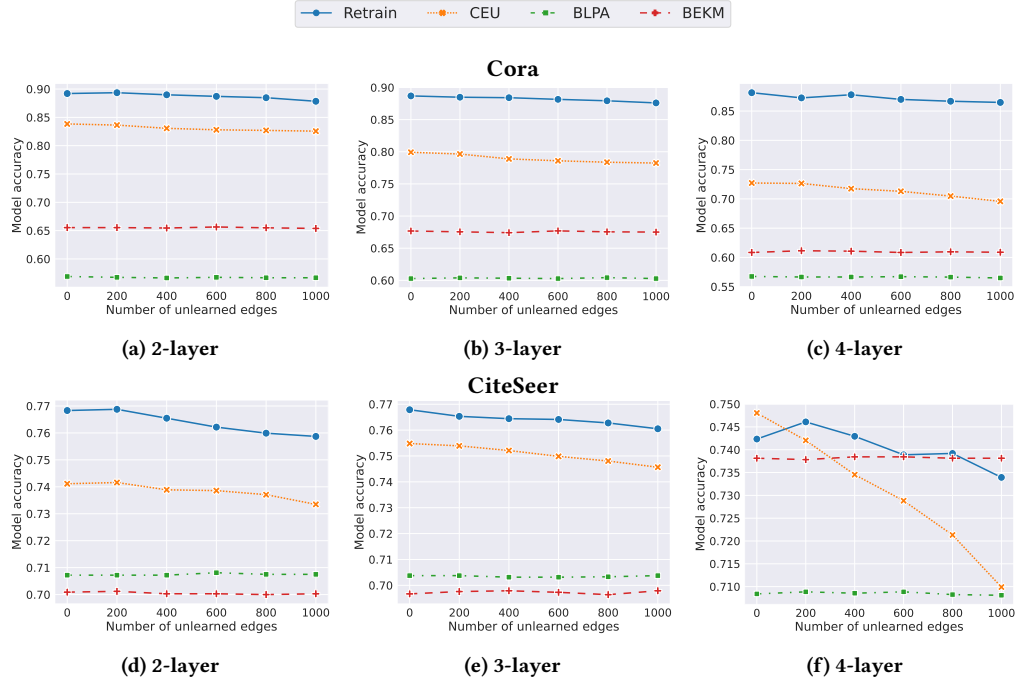 Retrain CEU BLPA BEKM
Cora
0.90
0.85
0.80
0.75
0.70
0.65
0.60
Model accuracy
0 200 400 600 800 1000
Number of unlearned edges
(a) 2-layer
0.90
0.85
0.80
0.75
0.70
0.65
0.60
Model accuracy
0 200 400 600 800 1000
Number of unlearned edges
(b) 3-layer
0.85
0.80
0.75
0.70
0.65
0.60
0.55
Model accuracy
0 200 400 600 800 1000
Number of unlearned edges
(c) 4-layer
CiteSeer
0.77
0.76
0.75
0.74
0.73
0.72
0.71
0.70
Model accuracy
0 200 400 600 800 1000
Number of unlearned edges
(d) 2-layer
0.77
0.76
0.75
0.74
0.73
0.72
0.71
0.70
Model accuracy
0 200 400 600 800 1000
Number of unlearned edges
(e) 3-layer
0.750
0.745
0.740
0.735
0.730
0.725
0.720
0.715
0.710
Model accuracy
0 200 400 600 800 1000
Number of unlearned edges
(f) 4-layer